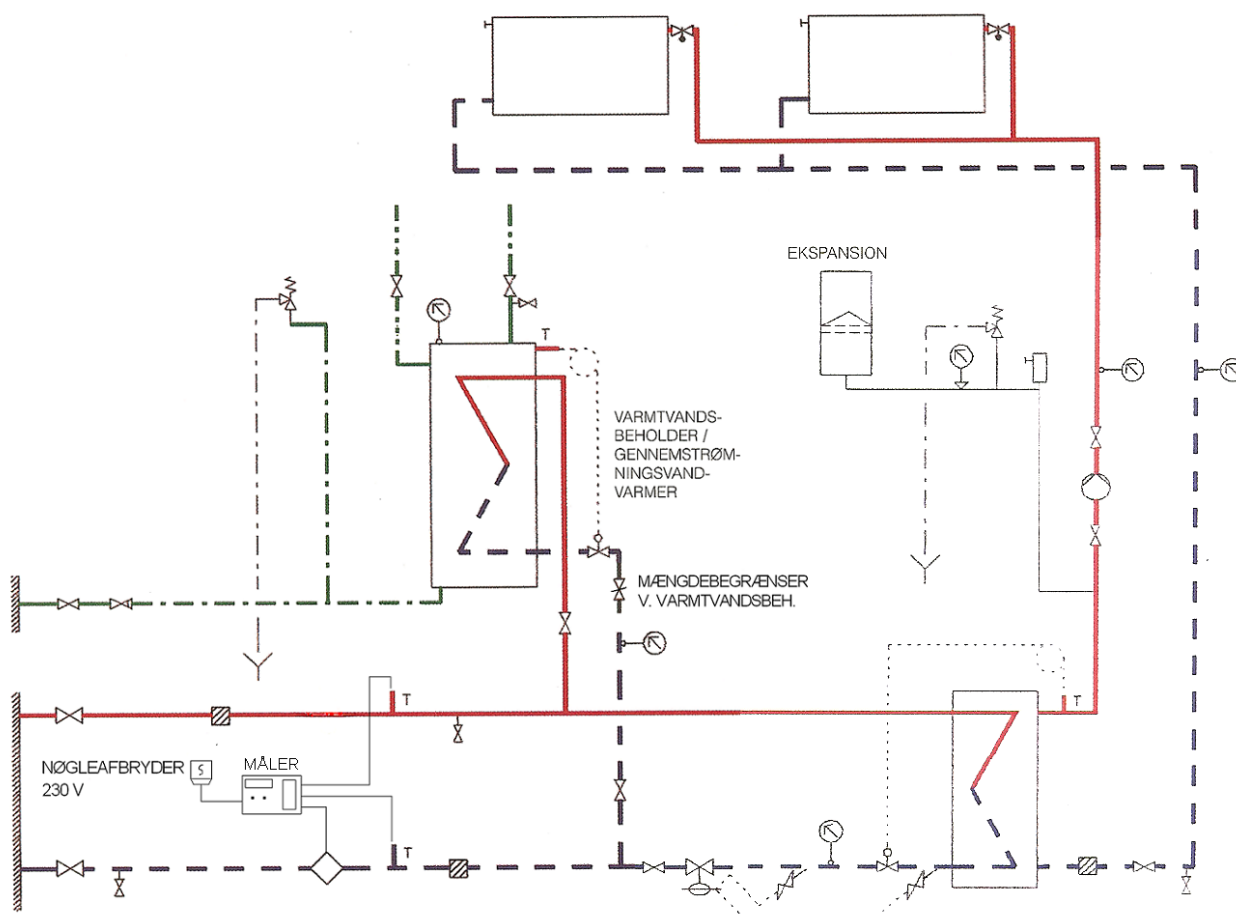 EKSPANSION
T
VARMTVANDS-
BEHOLDER /
GENNEMSTRØM-
NINGSVAND-
VARMER
MÆNGDEBEGRÆNSER
V. VARMTVANDSBEH.
T
T
NØGLEAFBRYDER
230 V
S
MÅLER
T